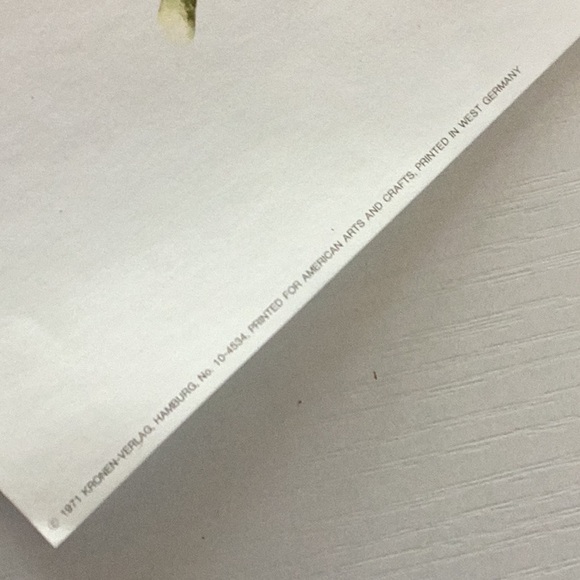 © 1971 KRONEN-VERLAG, HAMBURG, No. 10-4534, PRINTED FOR AMERICAN ARTS AND CRAFTS, PRINTED IN WEST GERMANY